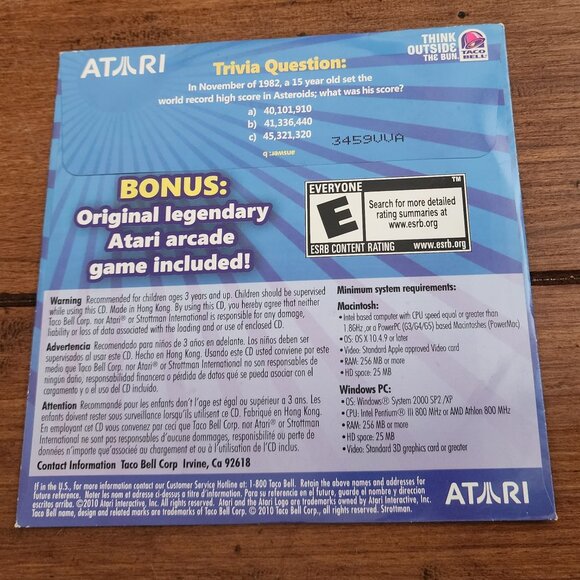 ATARI
THINK
OUTSIDE
THE BUN.
TACO
BELL
Trivia Question:
In November of 1982, a 15 year old set the
world record high score in Asteroids; what was his score?
a) 40,101,910
b) 41,336,440
c) 45,321,320
3459VVA
answer: b
BONUS:
Original legendary
Atari arcade
game included!
EVERYONE
TM
E
Search for more detailed
rating summaries at
www.esrb.org
ESRB CONTENT RATING www.esrb.org
Warning Recommended for children ages 3 years and up. Children should be supervised
while using this CD. Made in Hong Kong. By using this CD, you hereby agree that neither
Taco Bell Corp. nor Atari® or Strottman International is responsible for any damage,
liability or loss of data associated with the loading and or use of enclosed CD.
Advertencia Recomendado para niños de 3 años en adelante. Los niños deben ser
supervisados al usar este CD. Hecho en Hong Kong. Usando este CD usted conviene por este
medio que Taco Bell Corp. nor Atari® o Strottman International no son responsables de
ningún daño, responsabilidad financiera o pérdida de datos que se pueda asociar con el
cargamento y o el uso del CD incluido.
Attention Recommandé pour les enfants don't l'age est égal ou supérieur a 3 ans. Les
enfants doivent rester sous surveillance lorsqu'ils utilisent ce CD. Fabriqué en Hong Kong.
En employant cet CD vous convenez par ceci que Taco Bell Corp. nor Atari® o Strottman
International ne sont pas responsables d'aucuns dommages, responsabilité ou perte de
données n'importe que s'associent au chargement et ou à l'utilisation de l'CD inclus.
Contact Information Taco Bell Corp Irvine, Ca 92618
Minimum system requirements:
Macintosh:
• Intel based computer with CPU speed equal or greater than
1.8GHz ,or a PowerPC (G3/G4/G5) based Macintoshes (PowerMac)
• OS: OS X 10.4.9 or later
• Video: Standard Apple approved Video card
• RAM: 256 MB or more
• HD space: 25 MB
Windows PC:
• OS: Windows® System 2000 SP2 /XP
• CPU: Intel Pentium III 800 MHz or AMD Athlon 800 MHz
• RAM: 256 MB or more
• HD space: 25 MB
• Video: Standard 3D graphics card or greater
If in the U.S., for more information contact our Customer Service Hotline at: 1-800 Taco Bell. Retain the above names and addresses for
future reference. Noter les nom et adresse ci-dessus a titre d'information. Para su referencia en el futuro, guarde el nombre y dirección
escritos arriba. ©2010 Atari Interactive, Inc. All rights reserved. Atari and the Atari Logo are trademarks owned by Atari Interactive, Inc.
Taco Bell name, design and related marks are trademarks of Taco Bell Corp. © 2010 Taco Bell Corp., all rights reserved. Strottman.
ATARI